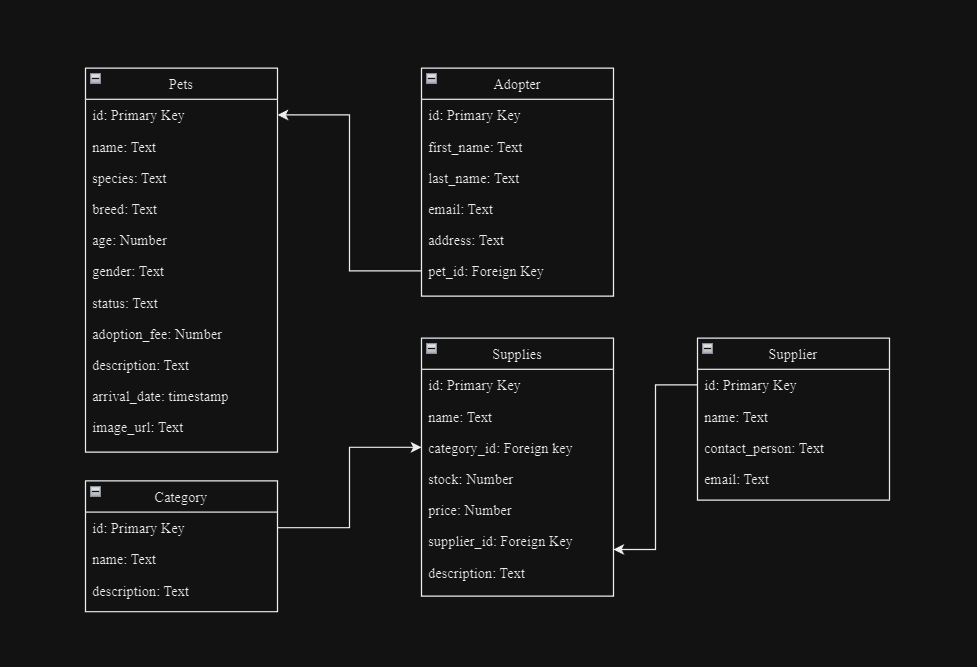 Pets
id: Primary Key
name: Text
species: Text
breed: Text
age: Number
gender: Text
status: Text
adoption_fee: Number
description: Text
arrival_date: timestamp
image_url: Text
Adopter
id: Primary Key
first_name: Text
last_name: Text
email: Text
address: Text
pet_id: Foreign Key
Supplies
id: Primary Key
name: Text
category_id: Foreign key
stock: Number
price: Number
supplier_id: Foreign Key
description: Text
Supplier
id: Primary Key
name: Text
contact_person: Text
email: Text
Category
id: Primary Key
name: Text
description: Text